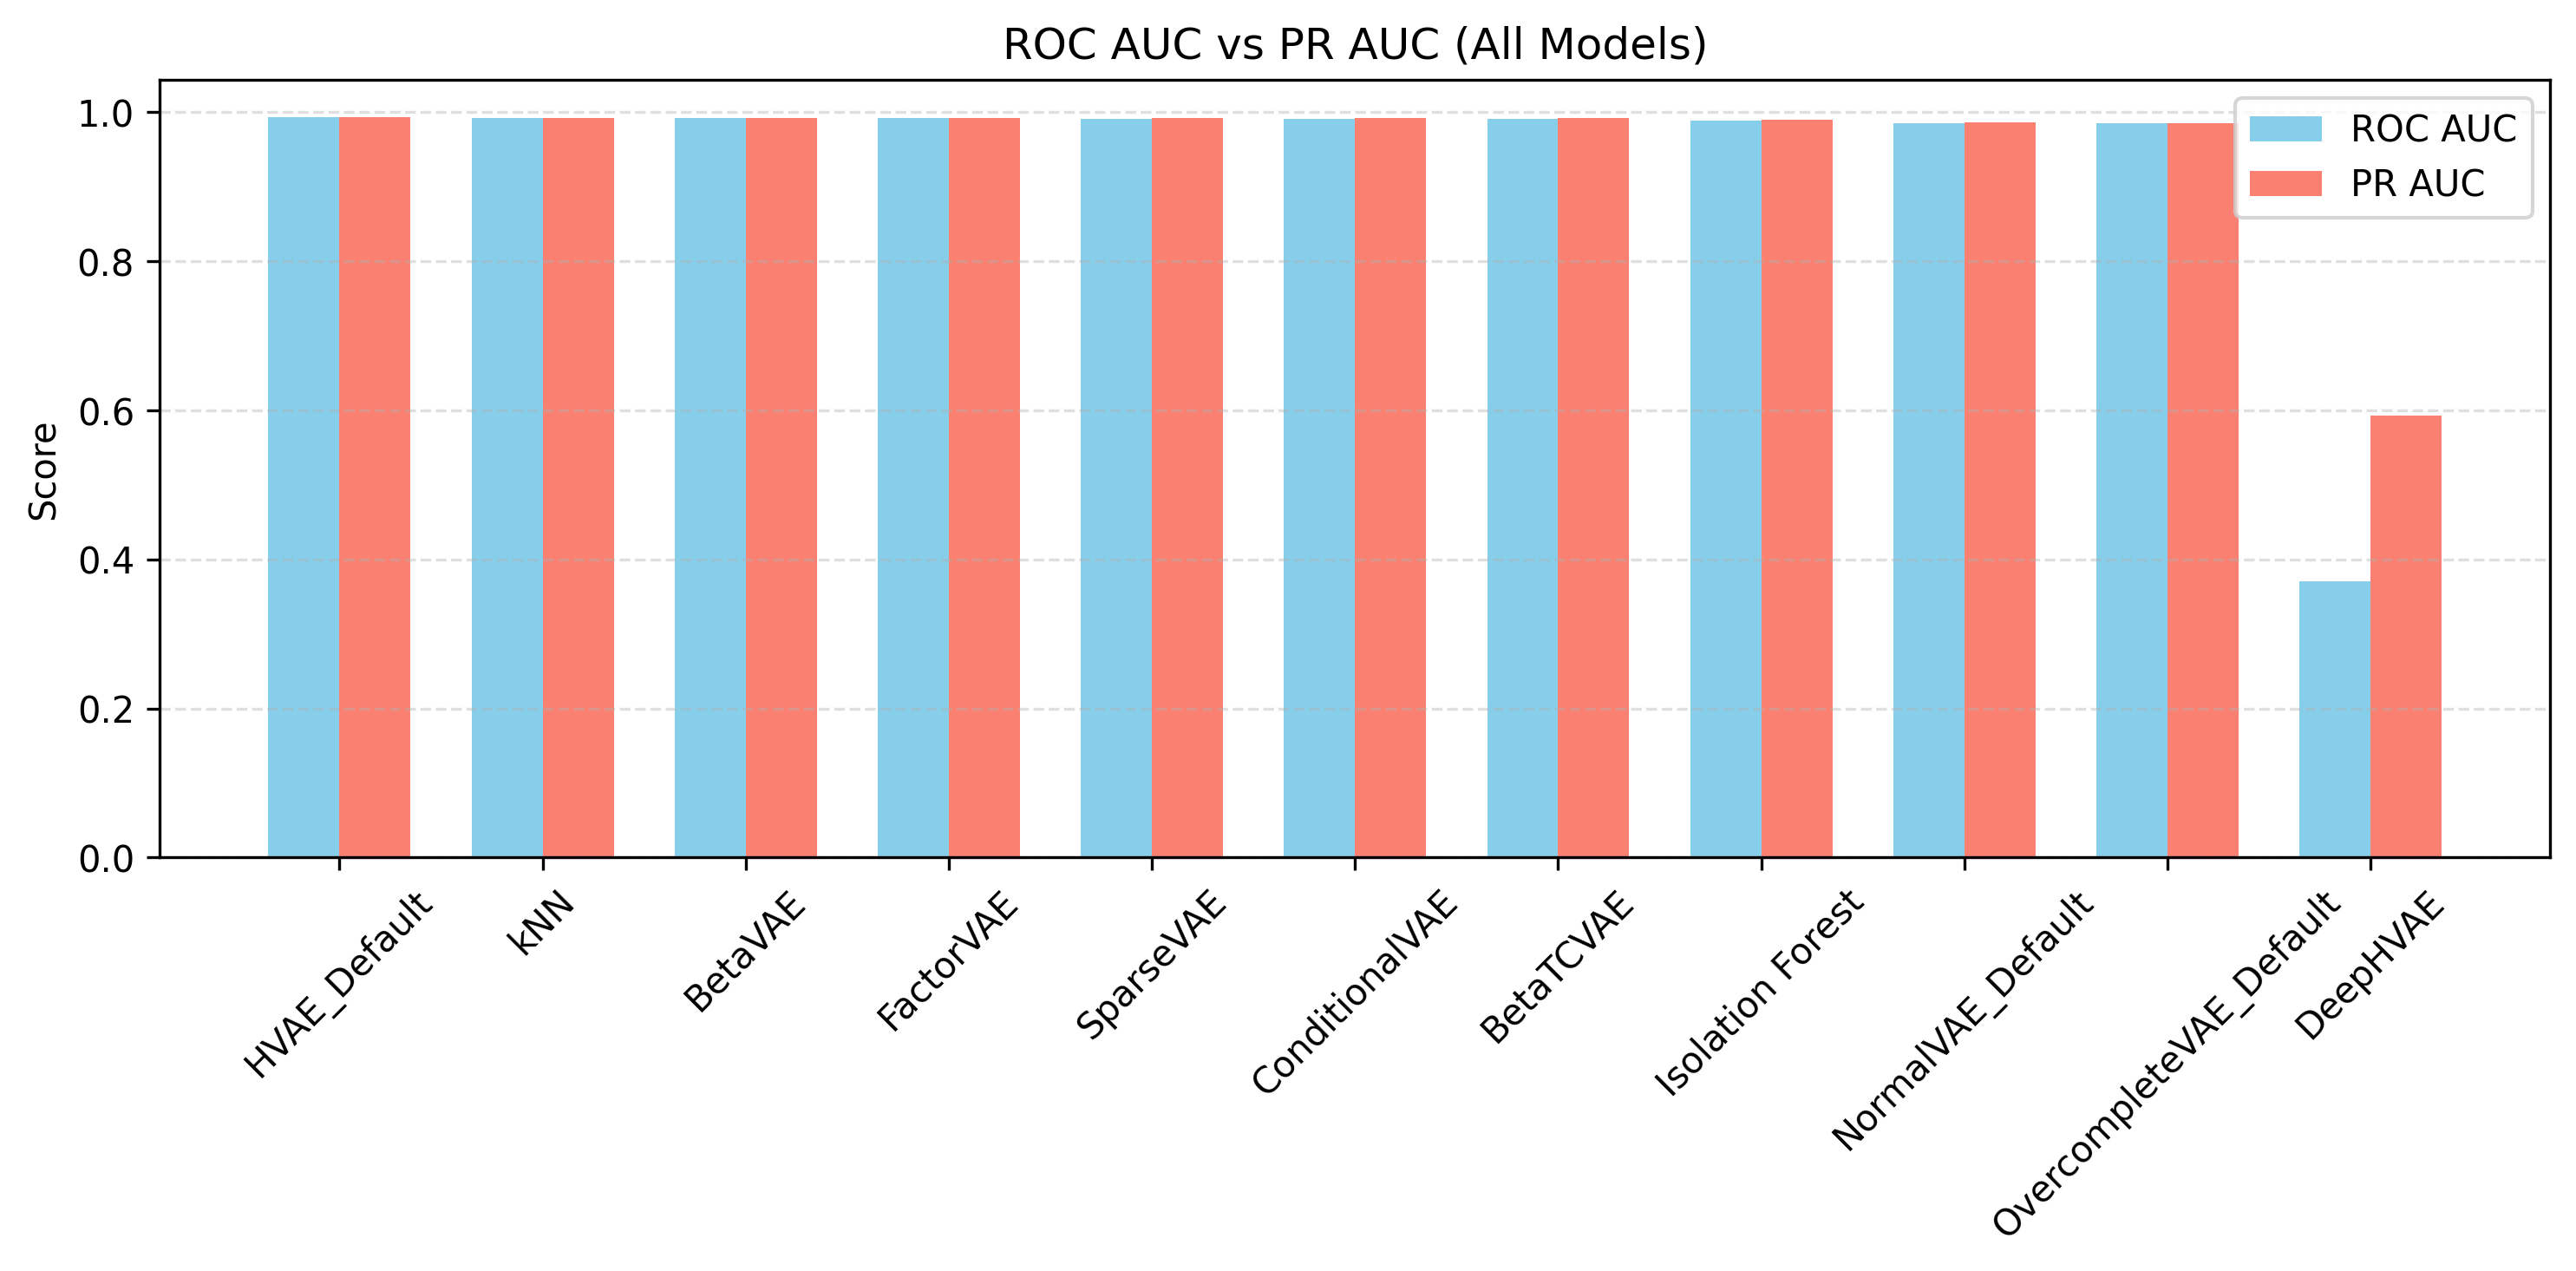 ROC AUC vs PR AUC (All Models)
Score
1.0
0.8
0.6
0.4
0.2
0.0
ROC AUC
PR AUC
HVAE_Default
kNN
BetaVAE
FactorVAE
SparseVAE
ConditionalVAE
BetaTCVAE
Isolation Forest
NormalVAE_Default
OvercompleteVAE_Default
DeepHVAE